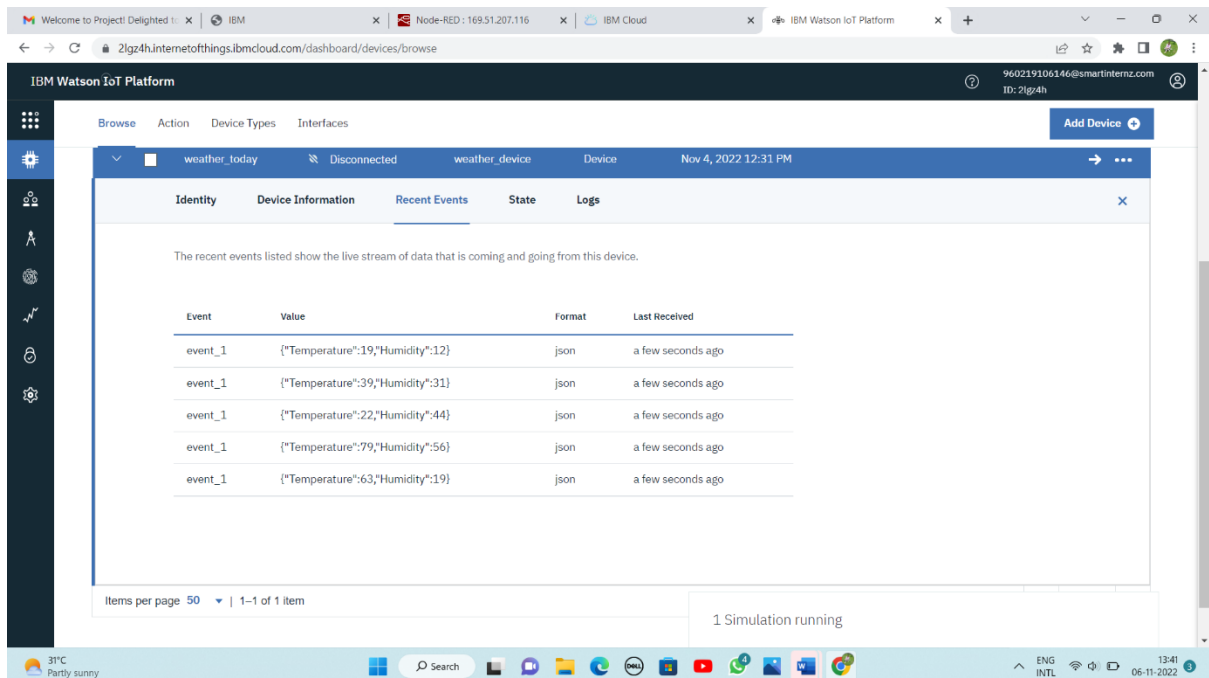 Welcome to Project! Delighted to
IBM
Node-RED : 169.51.207.116
IBM Cloud
IBM Watson IoT Platform
2lgz4h.internetofthings.ibmcloud.com/dashboard/devices/browse
IBM Watson IoT Platform
960219106146@smartinternz.com
ID: 2lgz4h
Browse Action Device Types Interfaces
Add Device
weather_today Disconnected weather_device Device Nov 4, 2022 12:31 PM
Identity Device Information Recent Events State Logs
The recent events listed show the live stream of data that is coming and going from this device.
Event Value Format Last Received
event_1 {"Temperature":19,"Humidity":12} json a few seconds ago
event_1 {"Temperature":39,"Humidity":31} json a few seconds ago
event_1 {"Temperature":22,"Humidity":44} json a few seconds ago
event_1 {"Temperature":79,"Humidity":56} json a few seconds ago
event_1 {"Temperature":63,"Humidity":19} json a few seconds ago
Items per page 50 | 1–1 of 1 item
1 Simulation running
31°C
Partly sunny
Search
DELL
4
ENG
INTL
13:41
06-11-2022
3